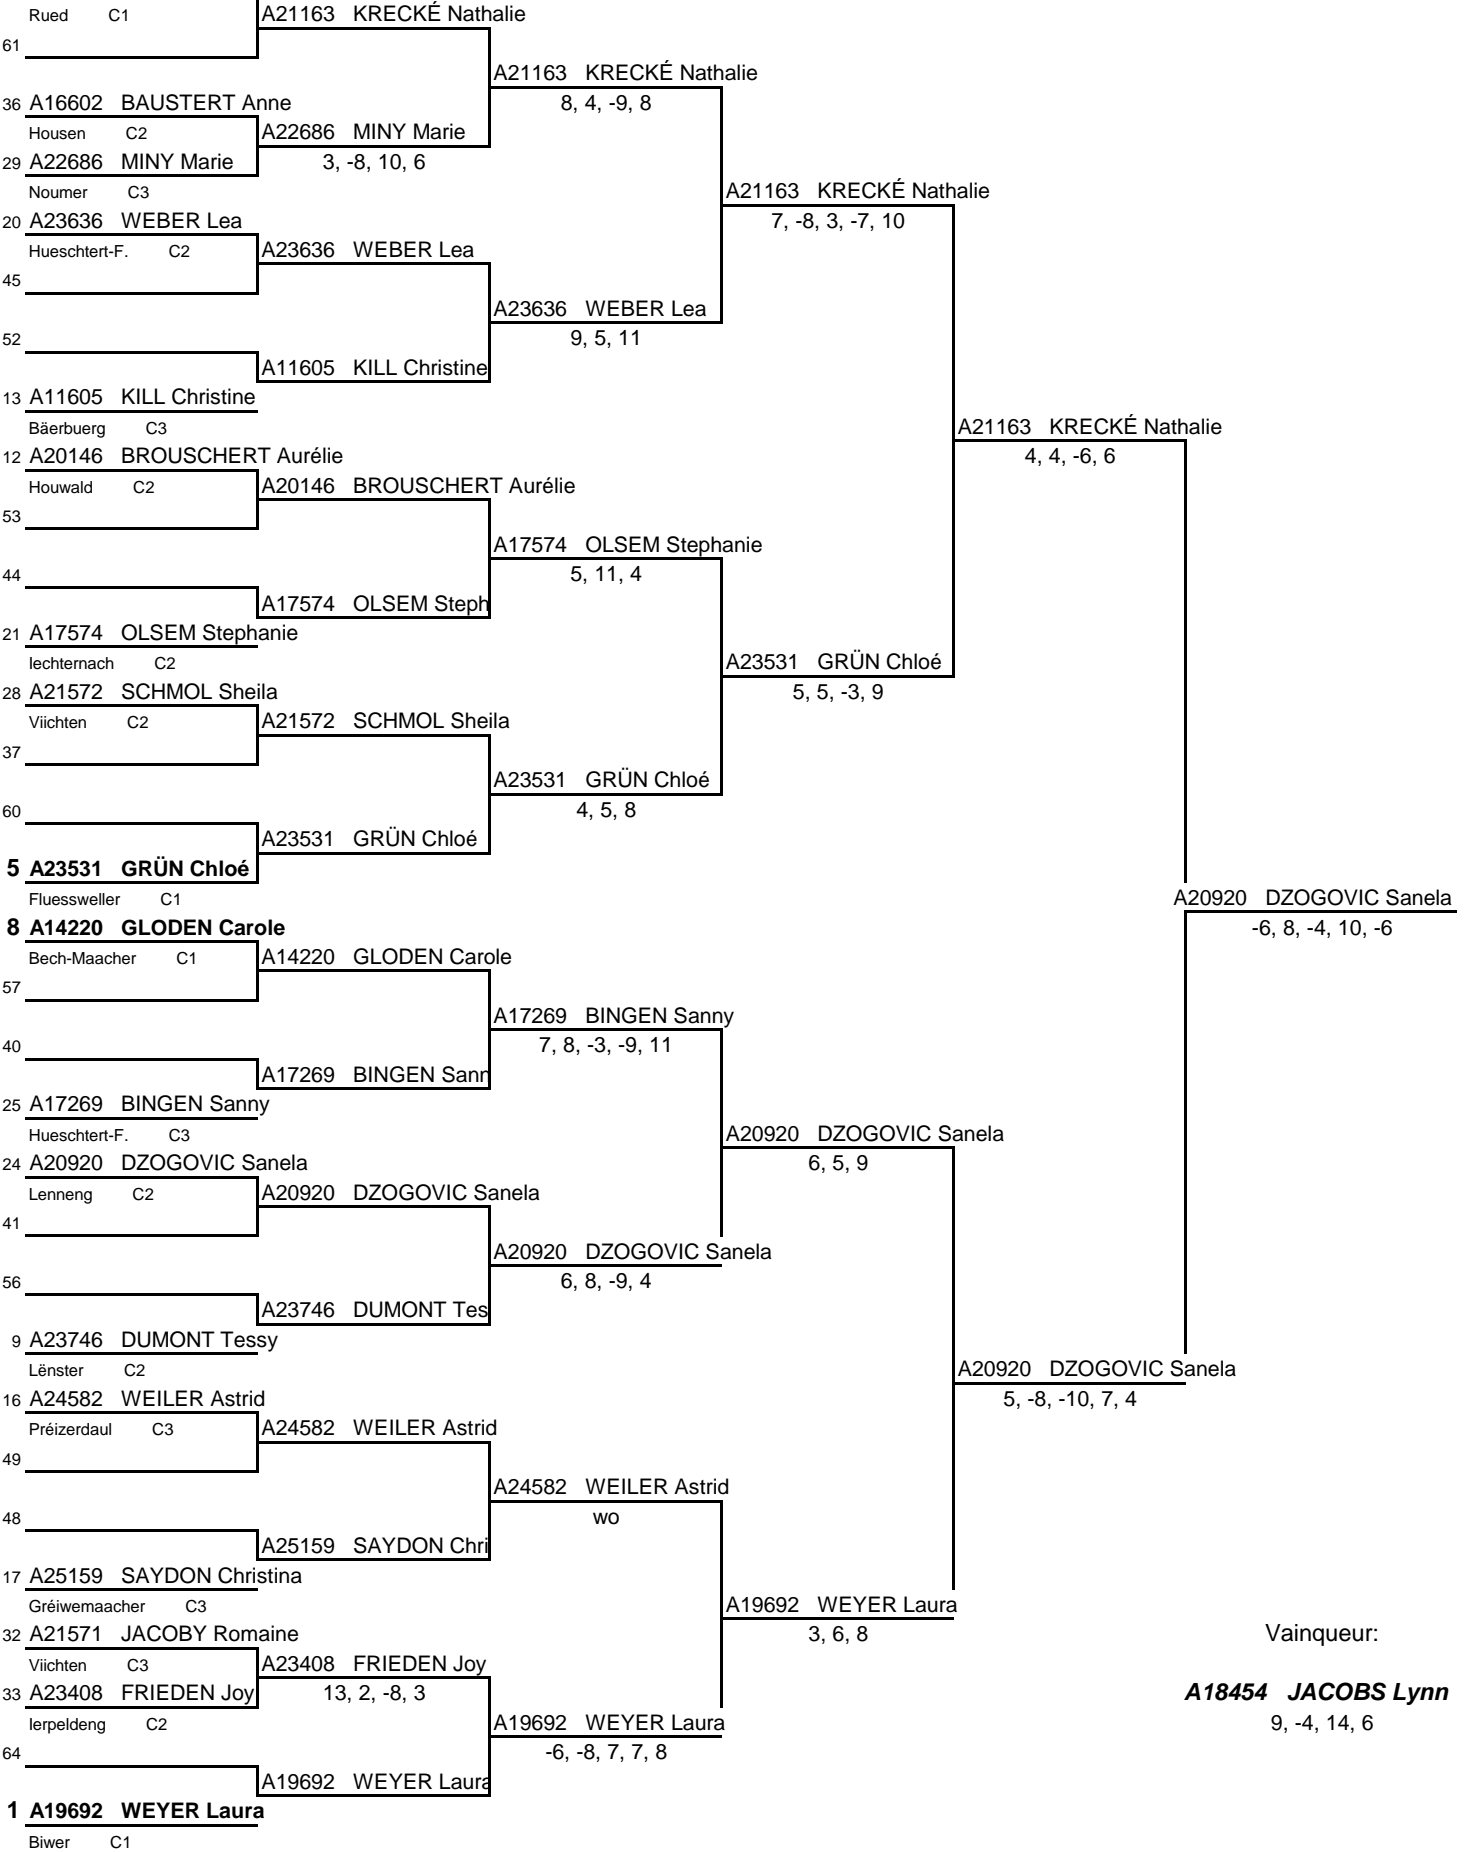 Rued C1 A21163 KRECKÉ Nathalie
61
A21163 KRECKÉ Nathalie
36 A16602 BAUSTERT Anne 8, 4, -9, 8
Housen C2 A22686 MINY Marie
29 A22686 MINY Marie 3, -8, 10, 6
Noumer C3 A21163 KRECKÉ Nathalie
20 A23636 WEBER Lea 7, -8, 3, -7, 10
Hueschtert-F. C2 A23636 WEBER Lea
45
A23636 WEBER Lea
52 9, 5, 11
A11605 KILL Christine
13 A11605 KILL Christine
Bäerbuerg C3 A21163 KRECKÉ Nathalie
12 A20146 BROUSCHERT Aurélie 4, 4, -6, 6
Houwald C2 A20146 BROUSCHERT Aurélie
53
A17574 OLSEM Stephanie
44 5, 11, 4
A17574 OLSEM Steph
21 A17574 OLSEM Stephanie
Iechternach C2 A23531 GRÜN Chloé
28 A21572 SCHMOL Sheila 5, 5, -3, 9
Viichten C2 A21572 SCHMOL Sheila
37
A23531 GRÜN Chloé
60 4, 5, 8
A23531 GRÜN Chloé
5 A23531 GRÜN Chloé
Fluessweller C1 A20920 DZOGOVIC Sanela
8 A14220 GLODEN Carole -6, 8, -4, 10, -6
Bech-Maacher C1 A14220 GLODEN Carole
57
A17269 BINGEN Sanny
40 7, 8, -3, -9, 11
A17269 BINGEN Sann
25 A17269 BINGEN Sanny
Hueschtert-F. C3 A20920 DZOGOVIC Sanela
24 A20920 DZOGOVIC Sanela 6, 5, 9
Lenneng C2 A20920 DZOGOVIC Sanela
41
A20920 DZOGOVIC Sanela
56 6, 8, -9, 4
A23746 DUMONT Tes
9 A23746 DUMONT Tessy
Lënster C2 A20920 DZOGOVIC Sanela
16 A24582 WEILER Astrid 5, -8, -10, 7, 4
Préizerdaul C3 A24582 WEILER Astrid
49
A24582 WEILER Astrid
48 wo
A25159 SAYDON Chri
17 A25159 SAYDON Christina
Gréiwemaacher C3 A19692 WEYER Laura
32 A21571 JACOBY Romaine 3, 6, 8 Vainqueur:
Viichten C3 A23408 FRIEDEN Joy
33 A23408 FRIEDEN Joy 13, 2, -8, 3 A18454 JACOBS Lynn
Ierpeldeng C2 A19692 WEYER Laura 9, -4, 14, 6
64 -6, -8, 7, 7, 8
A19692 WEYER Laura
1 A19692 WEYER Laura
Biwer C1